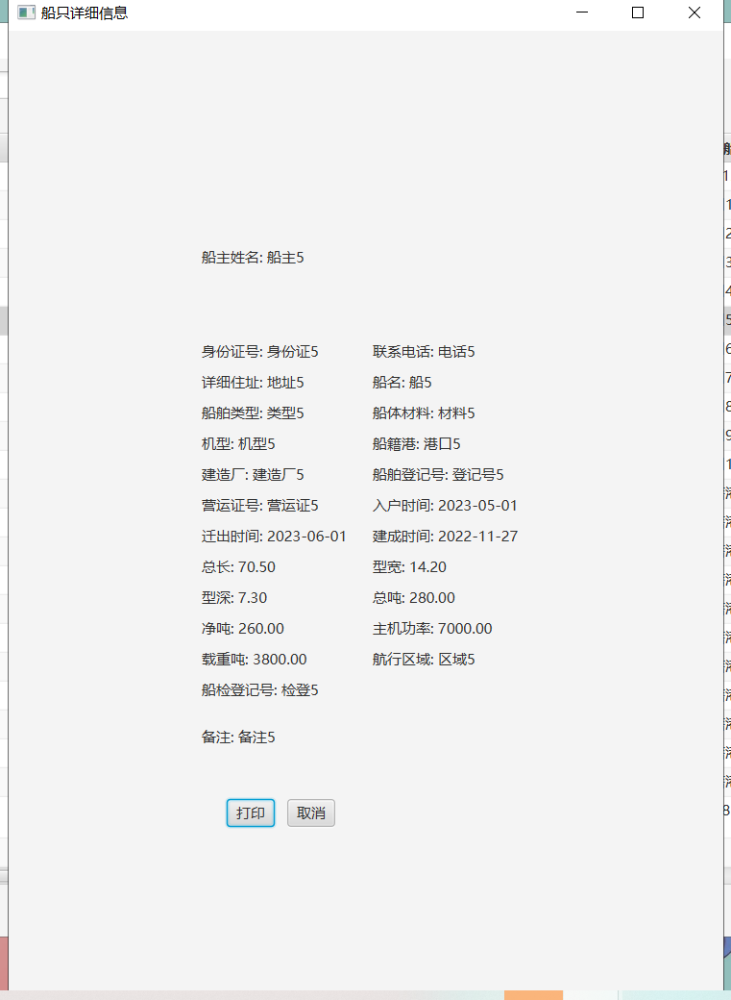 船只详细信息
船主姓名: 船主5
身份证号: 身份证5 联系电话: 电话5
详细住址: 地址5 船名: 船5
船舶类型: 类型5 船体材料: 材料5
机型: 机型5 船籍港: 港口5
建造厂: 建造厂5 船舶登记号: 登记号5
营运证号: 营运证5 入户时间: 2023-05-01
迁出时间: 2023-06-01 建成时间: 2022-11-27
总长: 70.50 型宽: 14.20
型深: 7.30 总吨: 280.00
净吨: 260.00 主机功率: 7000.00
载重吨: 3800.00 航行区域: 区域5
船检登记号: 检登5
备注: 备注5
打印 取消